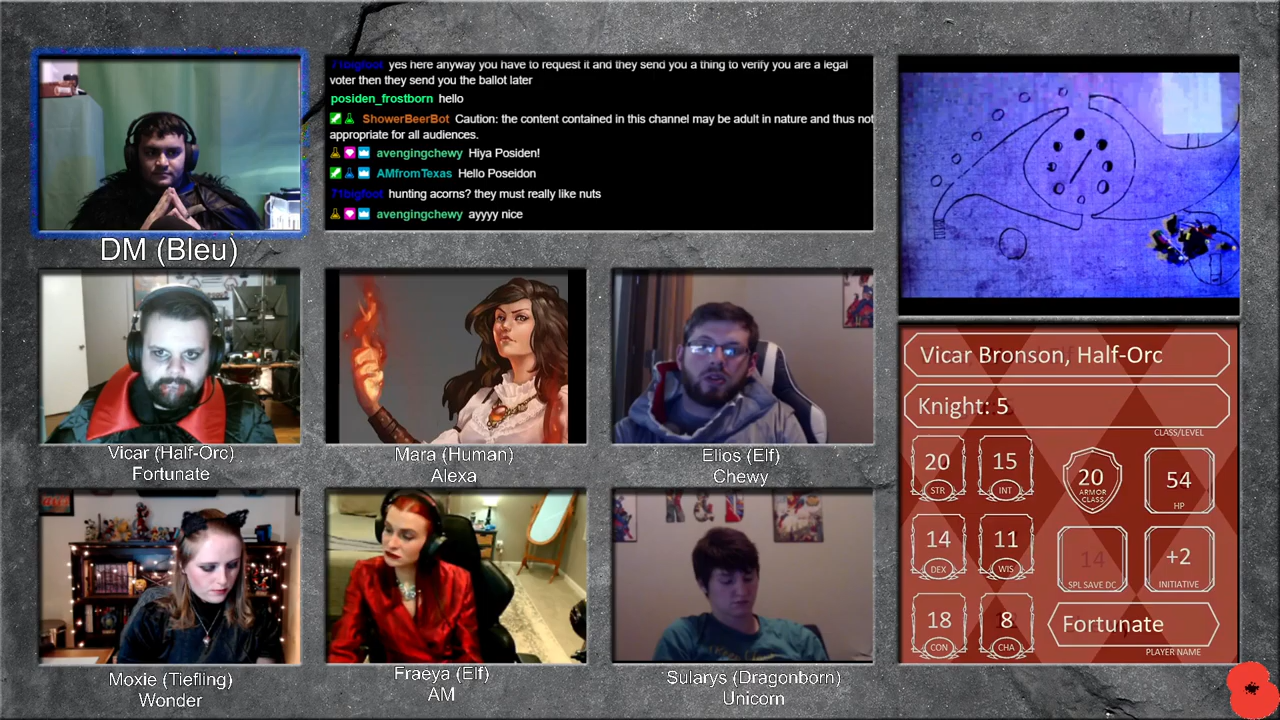 71bigfoot yes here anyway you have to request it and they send you a thing to verify you are a legal
voter then they send you the ballot later
posiden_frostborn hello
ShowerBeerBot Caution: the content contained in this channel may be adult in nature and thus not
appropriate for all audiences.
avengingchewy Hiya Posiden!
AMfromTexas Hello Poseidon
71bigfoot hunting acorns? they must really like nuts
avengingchewy ayyyy nice
DM (Bleu)
Vicar (Half-Orc)
Fortunate
Mara (Human)
Alexa
Elios (Elf)
Chewy
Moxie (Tiefling)
Wonder
Fraeya (Elf)
AM
K & D
Sularys (Dragonborn)
Unicorn
Vicar Bronson, Half-Orc
Knight: 5
CLASS/LEVEL
20
STR
15
INT
20
ARMOR
CLASS
54
HP
14
DEX
11
WIS
14
SPL SAVE DC
+2
INITIATIVE
18
CON
8
CHA
Fortunate
PLAYER NAME